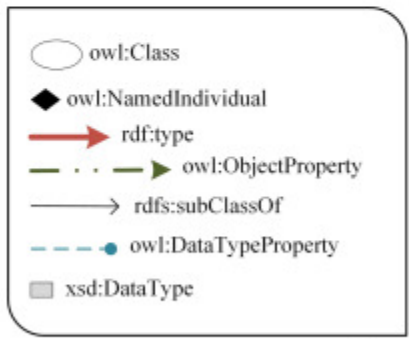 owl:Class
owl:NamedIndividual
rdf:type
owl:ObjectProperty
rdfs:subClassOf
owl:DataTypeProperty
xsd:DataType